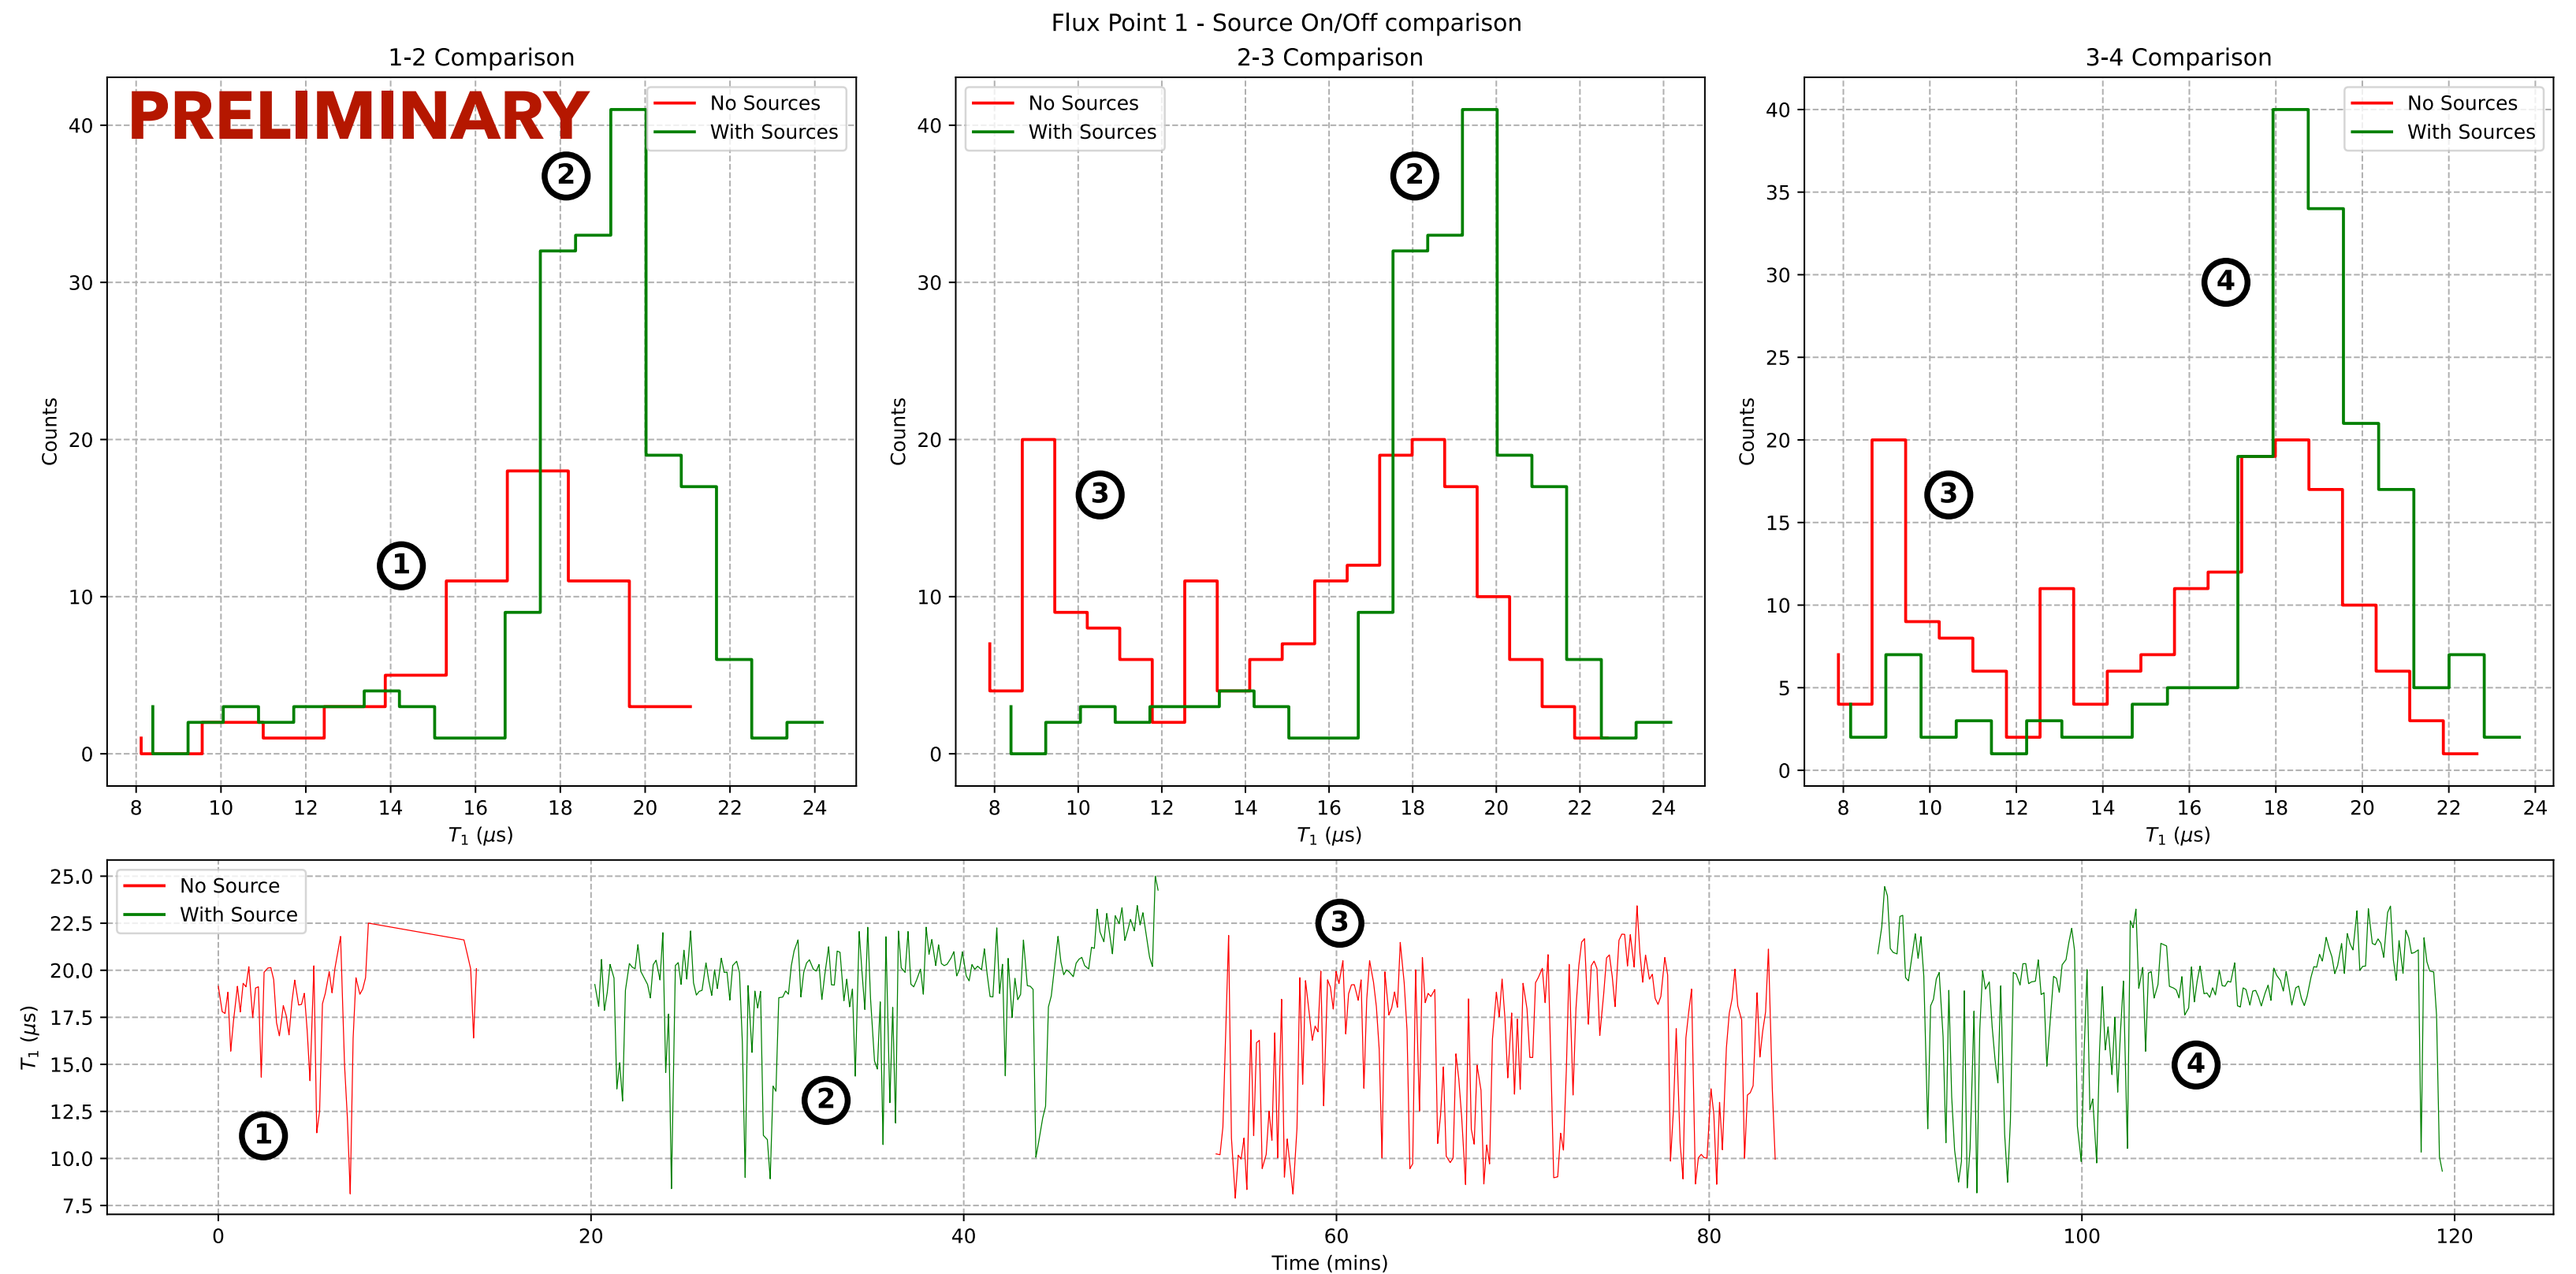 Flux Point 1 - Source On/Off comparison
1-2 Comparison
PRELIMINARY
No Sources
With Sources
2
1
Counts
40
30
20
10
0
8 10 12 14 16 18 20 22 24
T1 (μs)
2-3 Comparison
No Sources
With Sources
2
3
Counts
40
30
20
10
0
8 10 12 14 16 18 20 22 24
T1 (μs)
3-4 Comparison
No Sources
With Sources
4
3
Counts
40
35
30
25
20
15
10
5
0
8 10 12 14 16 18 20 22 24
T1 (μs)
No Source
With Source
3
4
2
1
T1 (μs)
25.0
22.5
20.0
17.5
15.0
12.5
10.0
7.5
0 20 40 60 80 100 120
Time (mins)